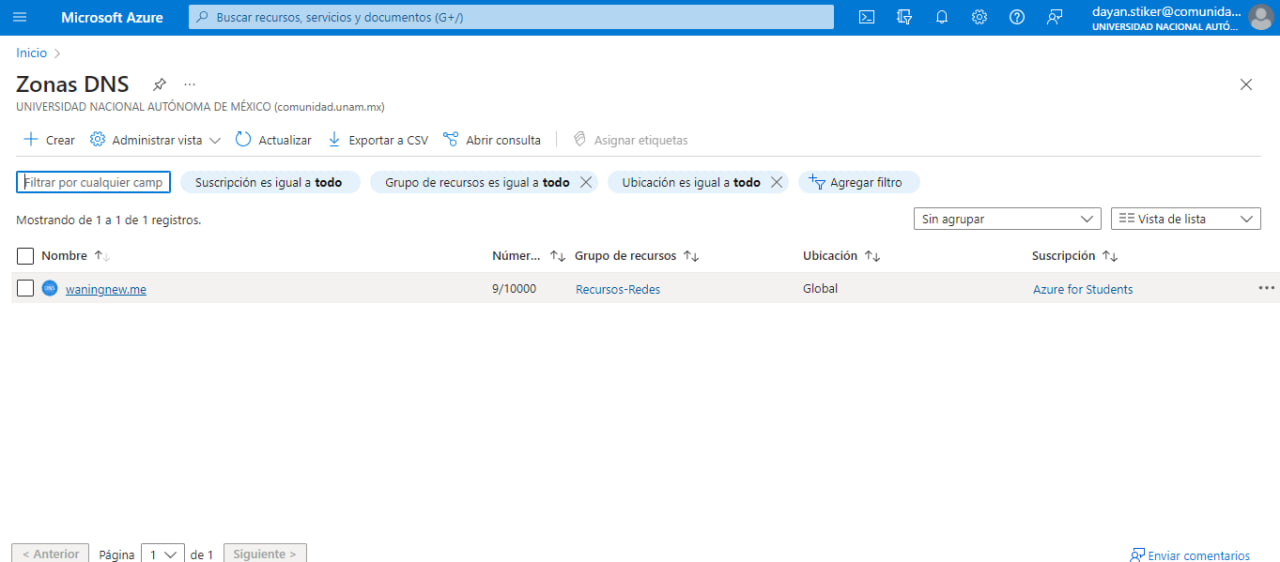 Microsoft Azure
Buscar recursos, servicios y documentos (G+/)
dayan.stiker@comunida...
UNIVERSIDAD NACIONAL AUTÓ...
Inicio
Zonas DNS
UNIVERSIDAD NACIONAL AUTÓNOMA DE MÉXICO (comunidad.unam.mx)
Crear Administrar vista Actualizar Exportar a CSV Abrir consulta Asignar etiquetas
Filtrar por cualquier camp Suscripción es igual a todo Grupo de recursos es igual a todo Ubicación es igual a todo Agregar filtro
Mostrando de 1 a 1 de 1 registros. Sin agrupar Vista de lista
Nombre Númer... Grupo de recursos Ubicación Suscripción
DNS waningnew.me 9/10000 Recursos-Redes Global Azure for Students
< Anterior Página 1 de 1 Siguiente > Enviar comentarios